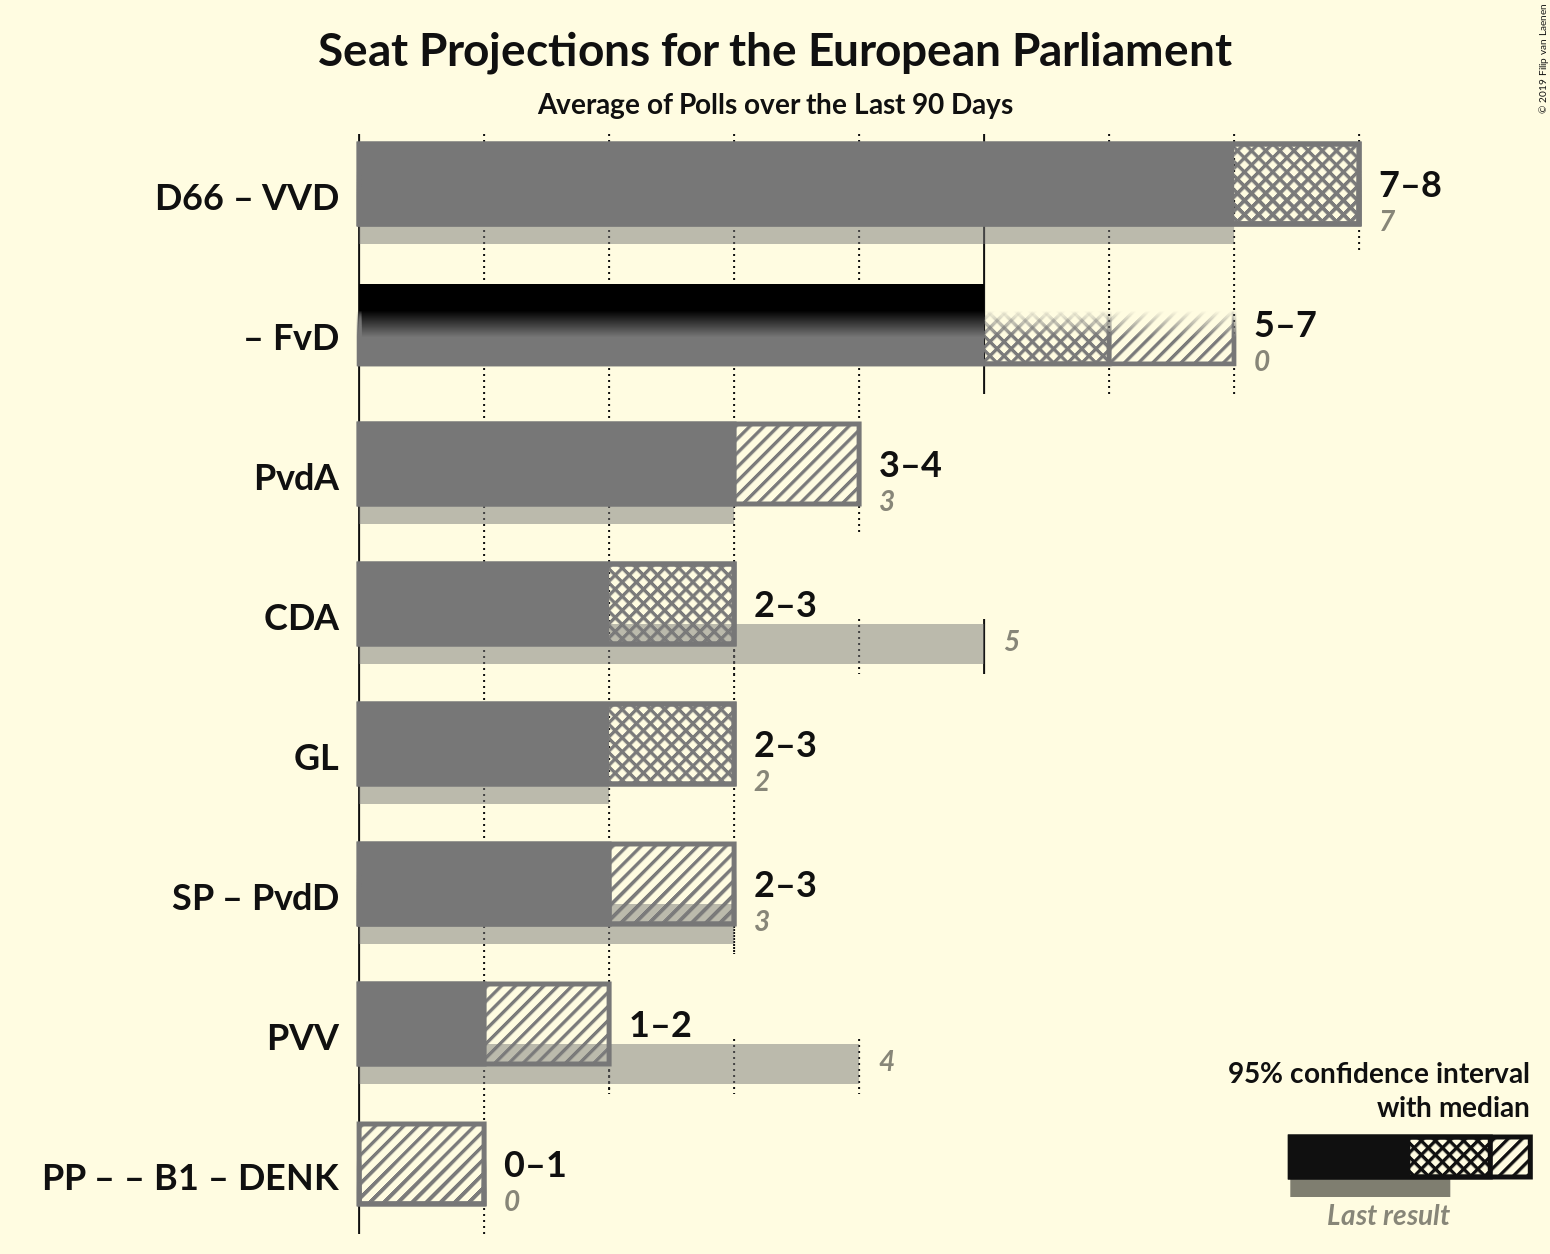 Seat Projections for the European Parliament
Average of Polls over the Last 90 Days
© 2019 Filip van Laenen
D66 – VVD
7–8
7
– FvD
5–7
0
PvdA
3–4
3
CDA
2–3
5
GL
2–3
2
SP – PvdD
2–3
3
PVV
1–2
4
PP – – B1 – DENK
0–1
0
95% confidence interval
with median
Last result